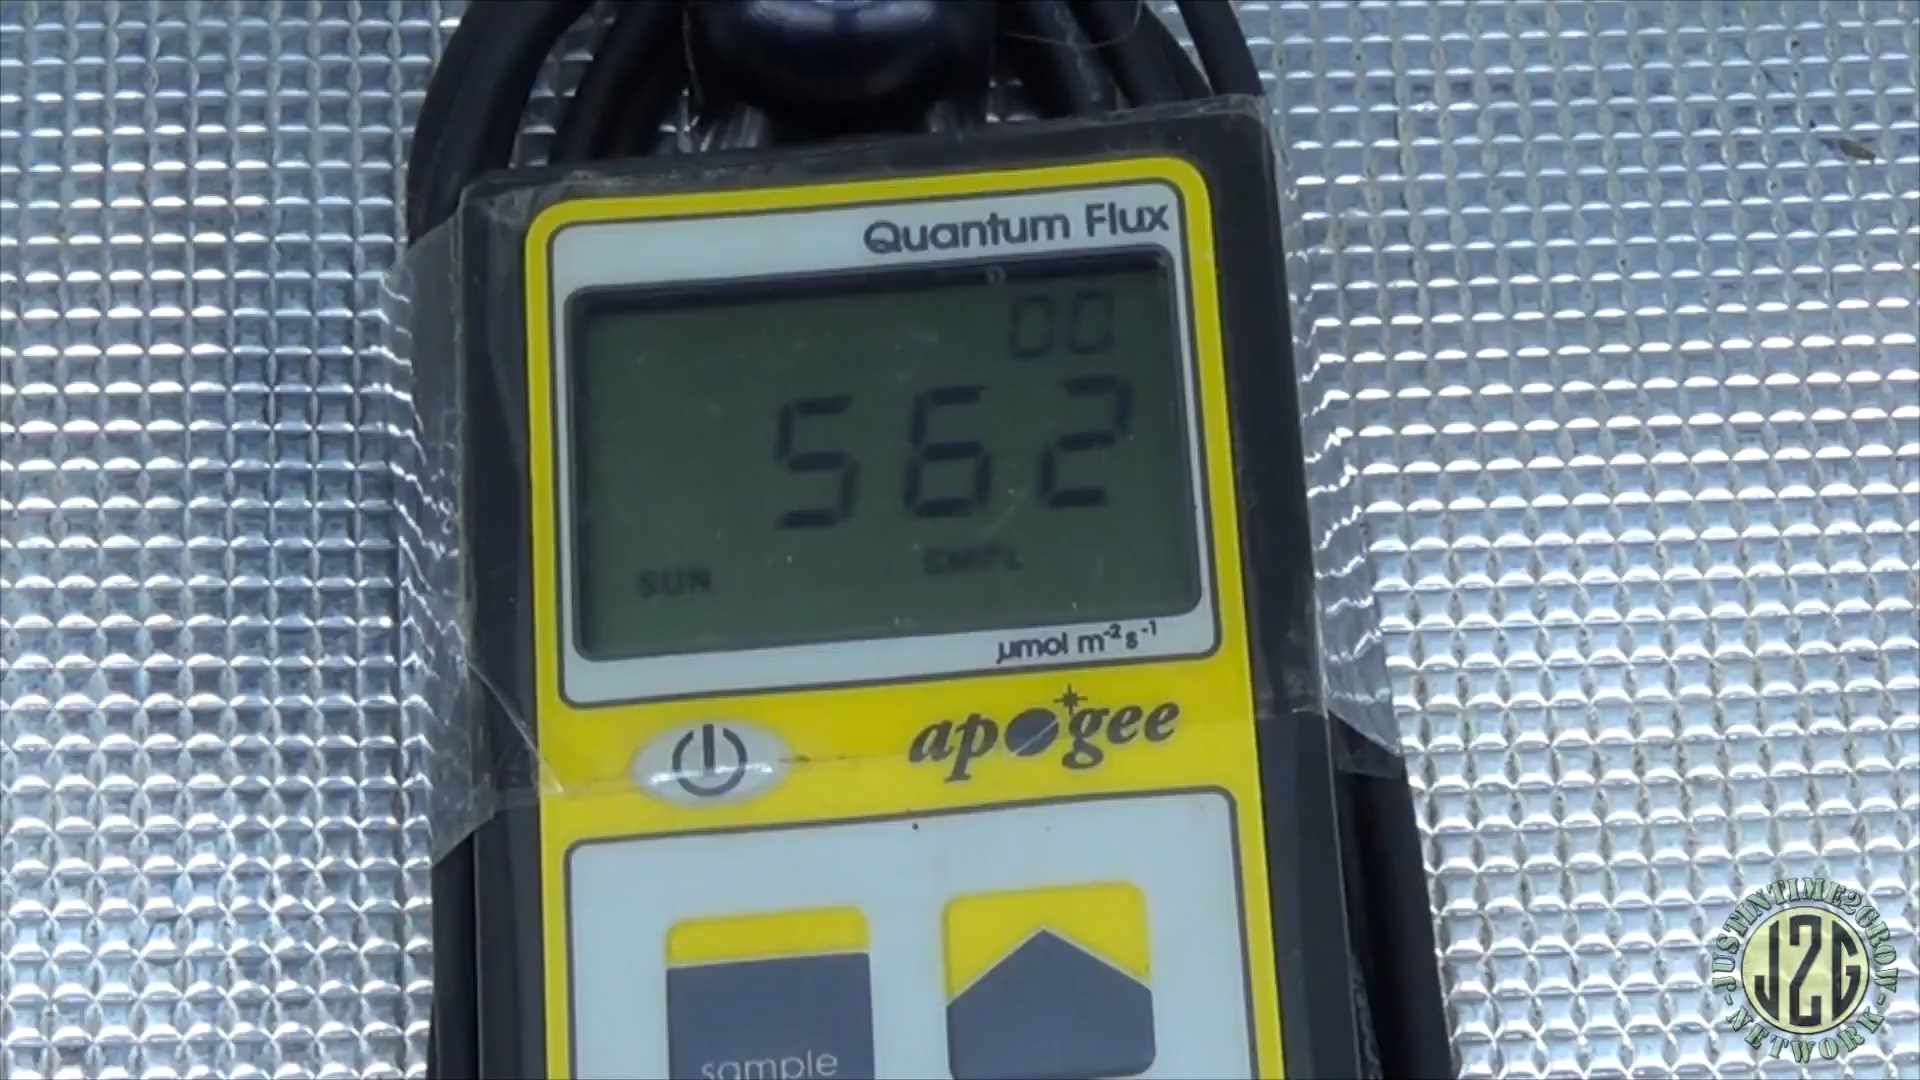 Quantum Flux
00
562
SUN SMPL
µmol m⁻² s⁻¹
apogee
sample
JUSTINTIME2GROW
J2G
NETWORK